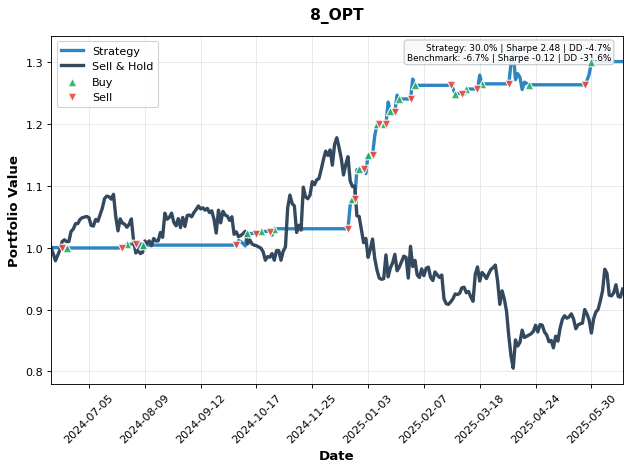 8_OPT
Strategy: 30.0% | Sharpe 2.48 | DD -4.7%
Benchmark: -6.7% | Sharpe -0.12 | DD -31.6%
Strategy
Sell & Hold
Buy
Sell
Portfolio Value
1.3
1.2
1.1
1.0
0.9
0.8
2024-07-05
2024-08-09
2024-09-12
2024-10-17
2024-11-25
2025-01-03
2025-02-07
2025-03-18
2025-04-24
2025-05-30
Date